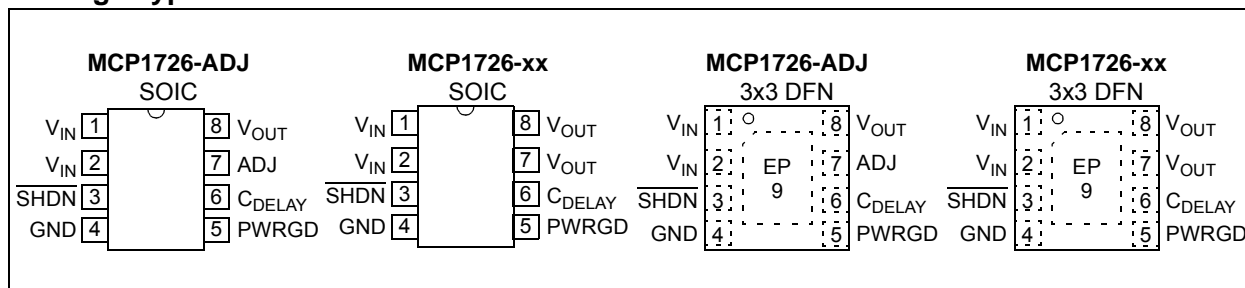 MCP1726-ADJ
SOIC
VIN 1
VIN 2
SHDN 3
GND 4
8 VOUT
7 ADJ
6 CDELAY
5 PWRGD
MCP1726-xx
SOIC
VIN 1
VIN 2
SHDN 3
GND 4
8 VOUT
7 VOUT
6 CDELAY
5 PWRGD
MCP1726-ADJ
3x3 DFN
VIN 1
VIN 2
SHDN 3
GND 4
EP
9
8 VOUT
7 ADJ
6 CDELAY
5 PWRGD
MCP1726-xx
3x3 DFN
VIN 1
VIN 2
SHDN 3
GND 4
EP
9
8 VOUT
7 VOUT
6 CDELAY
5 PWRGD